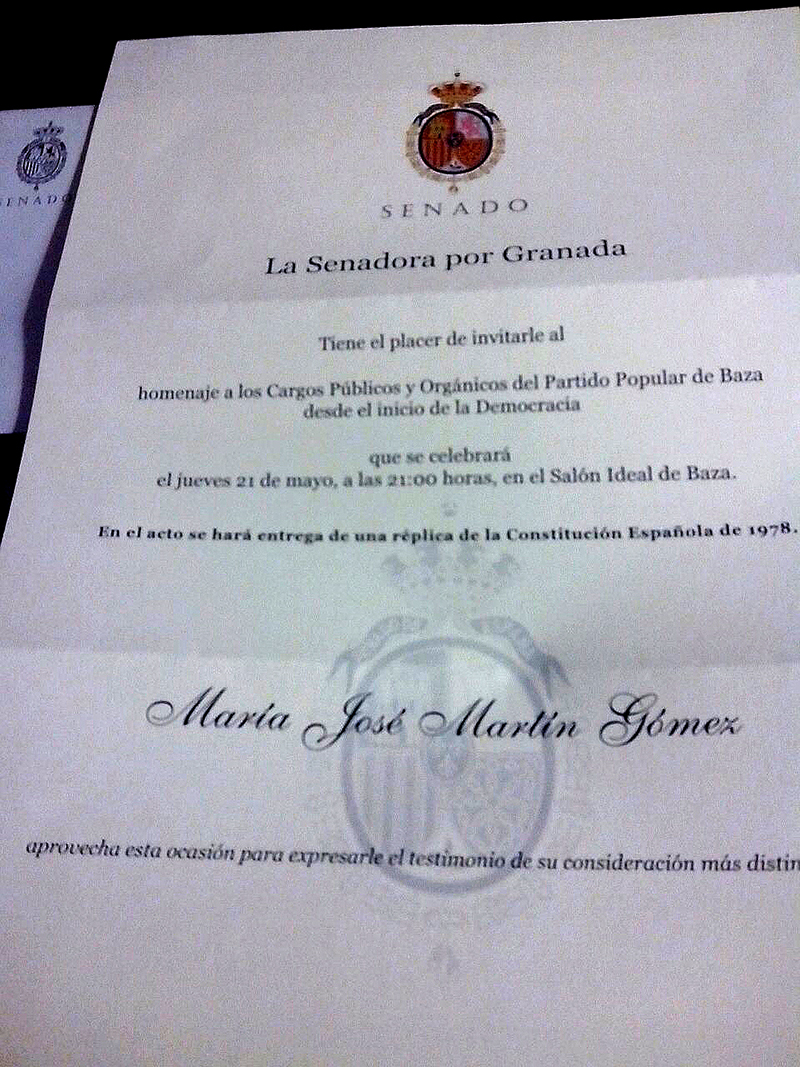 SENADO
SENADO
La Senadora por Granada
Tiene el placer de invitarle al
homenaje a los Cargos Públicos y Orgánicos del Partido Popular de Baza
desde el inicio de la Democracia
que se celebrará
el jueves 21 de mayo, a las 21:00 horas, en el Salón Ideal de Baza.
En el acto se hará entrega de una réplica de la Constitución Española de 1978.
María José Martín Gómez
aprovecha esta ocasión para expresarle el testimonio de su consideración más distin